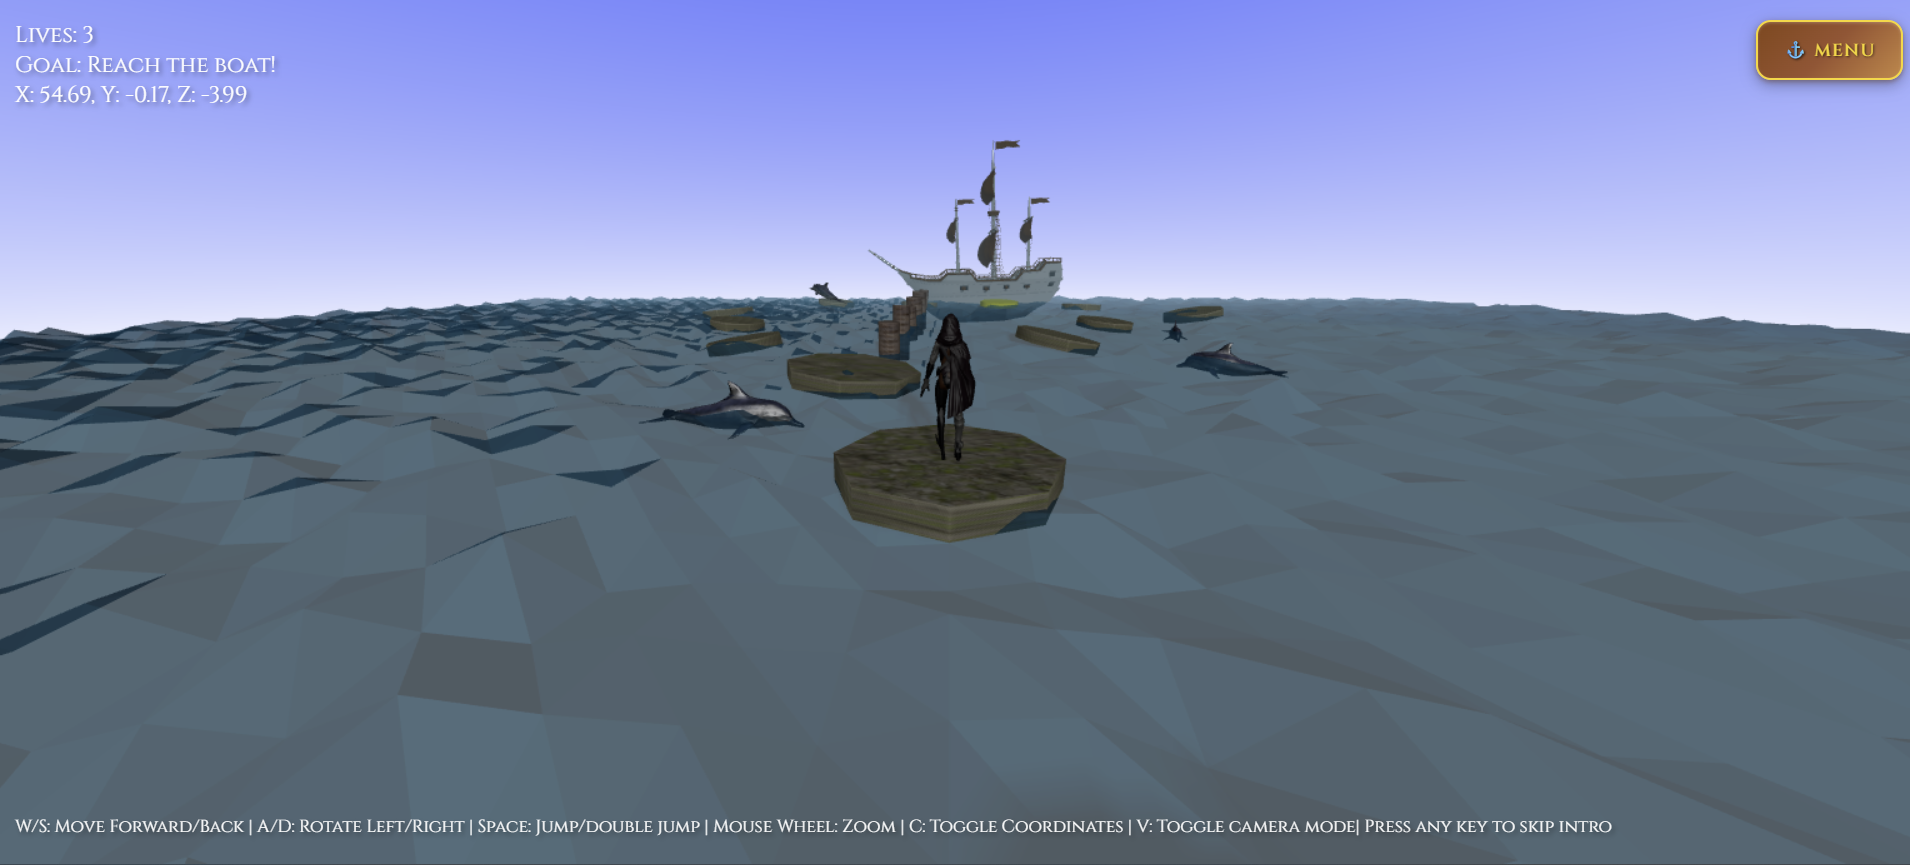 Lives: 3
Goal: Reach the boat!
X: 54.69, Y: -0.17, Z: -3.99
⚓ MENU
W/S: Move Forward/Back | A/D: Rotate Left/Right | Space: Jump/double jump | Mouse Wheel: Zoom | C: Toggle Coordinates | V: Toggle camera mode| Press any key to skip intro